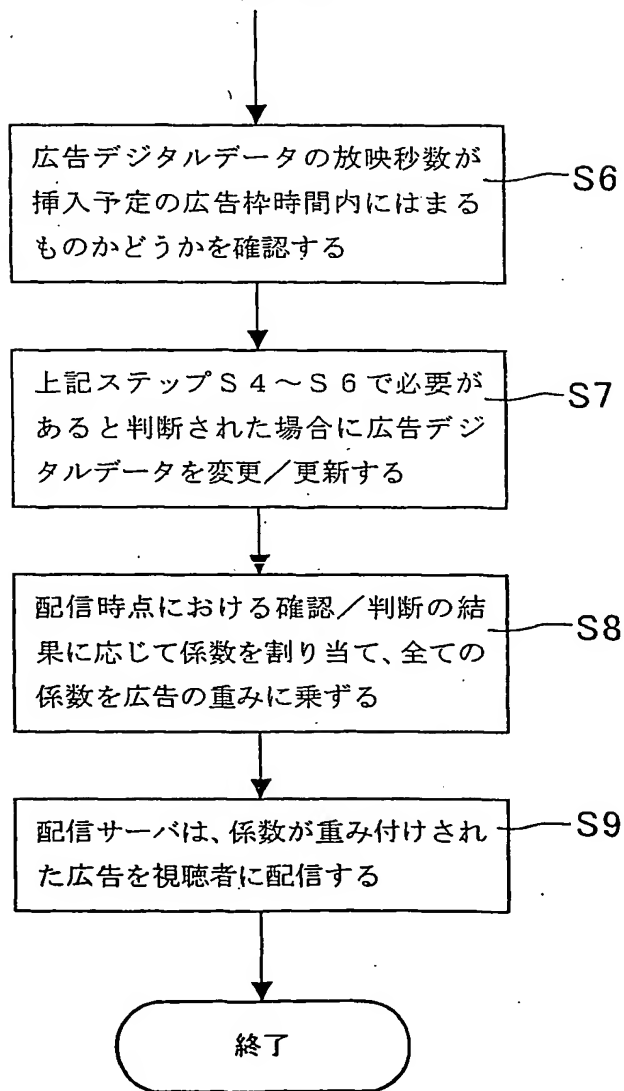 広告デジタルデータの放映秒数が
挿入予定の広告枠時間内にはまる
ものかどうかを確認する
S6
上記ステップS4～S6で必要が
あると判断された場合に広告デジ
タルデータを変更／更新する
S7
配信時点における確認／判断の結
果に応じて係数を割り当て、全ての
係数を広告の重みに乗ずる
S8
配信サーバは、係数が重み付けされ
た広告を視聴者に配信する
S9
終了